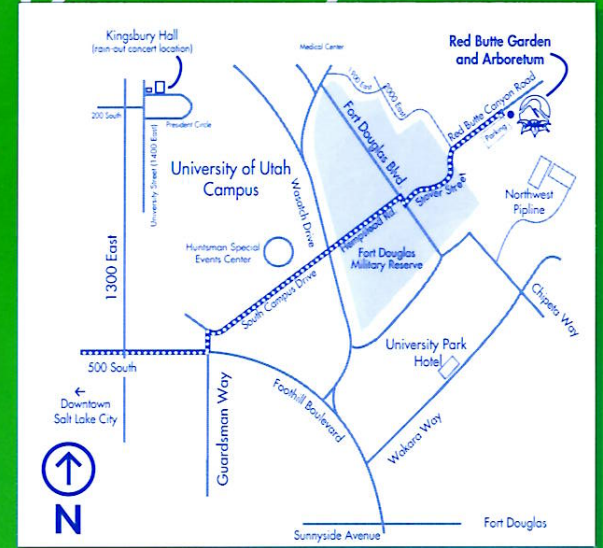 Kingsbury Hall
(rain-out concert location)
Medical Center
Red Butte Garden
and Arboretum
1900 East
2000 East
Red Butte Canyon Road
200 South
President Circle
Parking
Fort Douglas Blvd
University Street (1400 East)
University of Utah
Campus
Wasatch Drive
Stover Street
Northwest
Pipline
Hempstead Rd.
Huntsman Special
Events Center
Fort Douglas
Military Reserve
1300 East
South Campus Drive
Chipeta Way
University Park
Hotel
500 South
←
Downtown
Salt Lake City
Guardsman Way
Foothill Boulevard
Wakara Way
N
Fort Douglas
Sunnyside Avenue